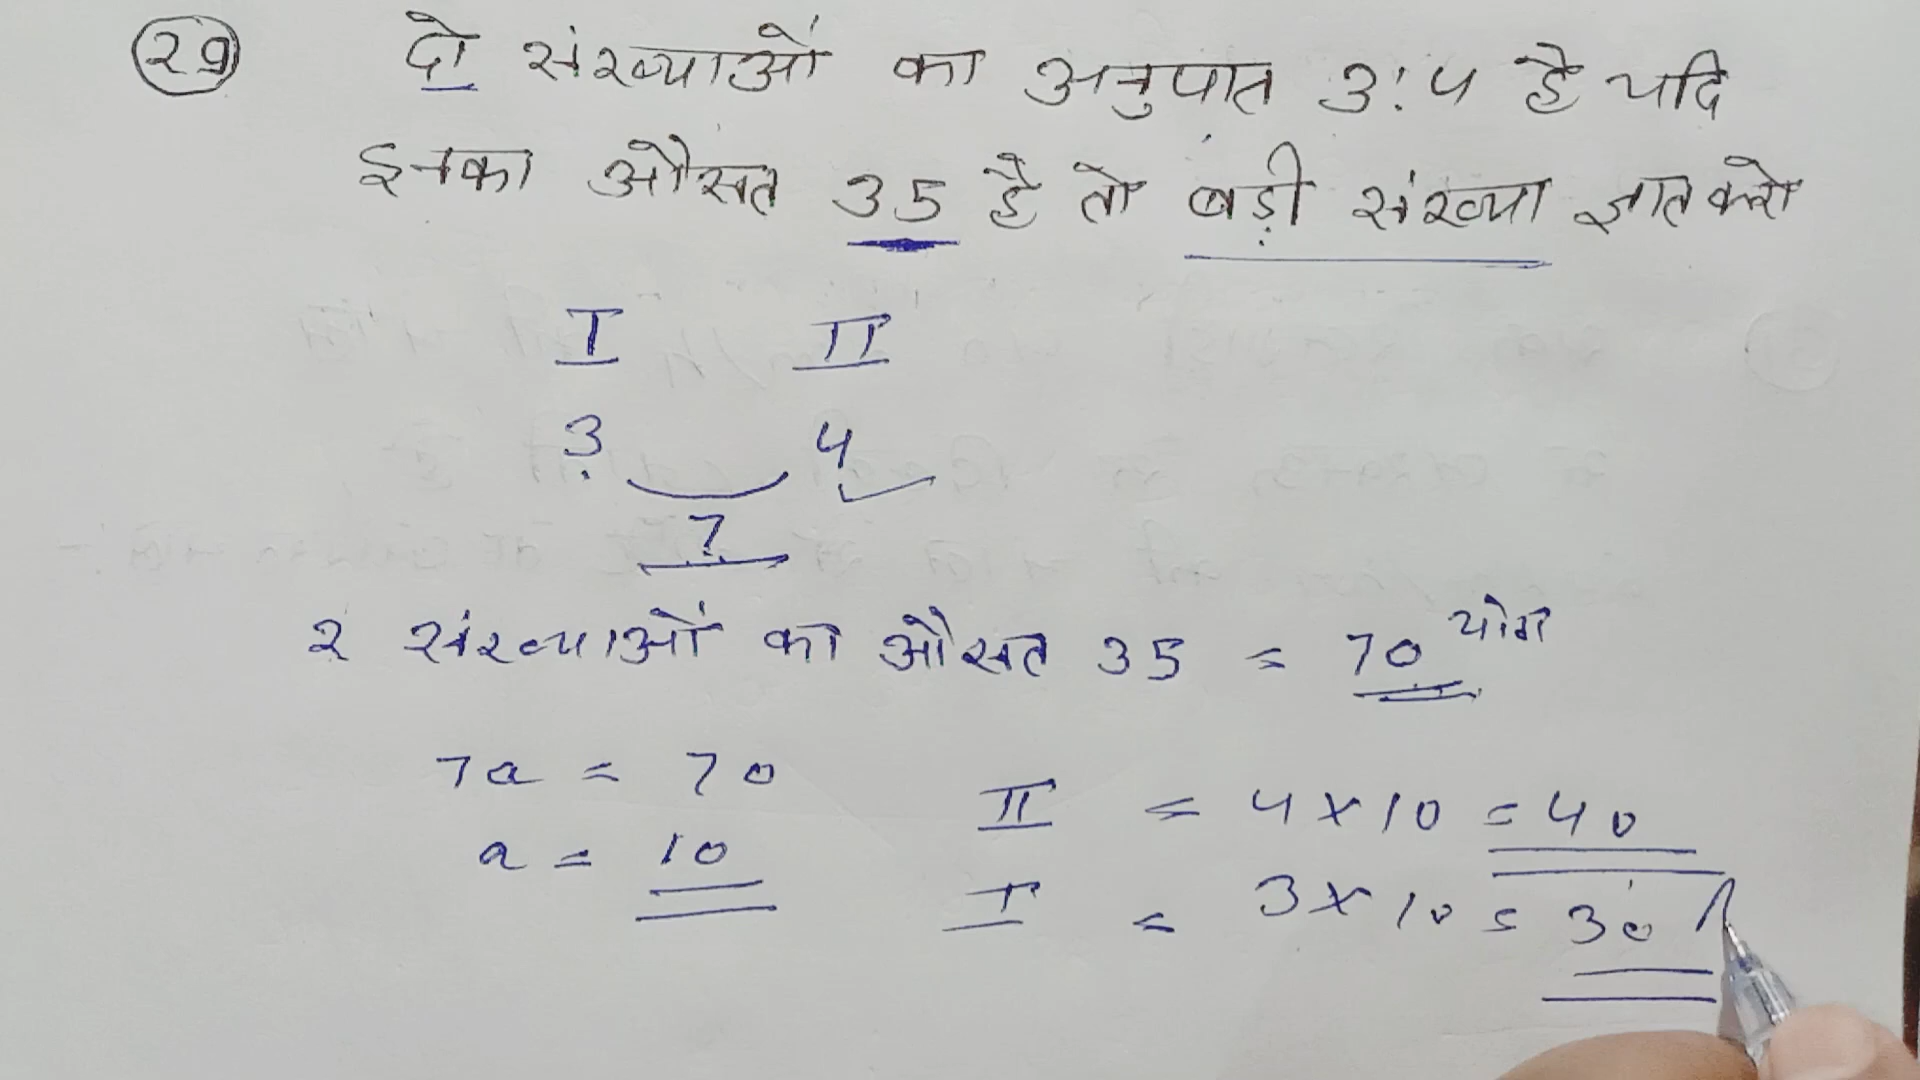 29 दो संख्याओं का अनुपात 3:4 है यदि
इनका औसत 35 है तो बड़ी संख्या ज्ञात करो
I II
3 4
7
2 संख्याओं का औसत 35 = 70 योग
7a = 70
a = 10
II = 4 × 10 = 40
I = 3 × 10 = 30